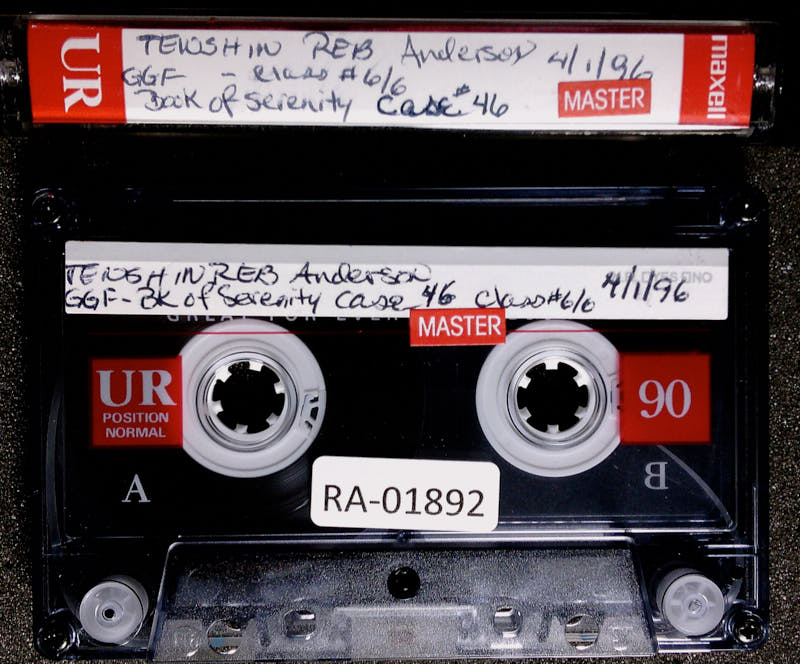 UR
TENSHIN REB Anderson 4/1/96
GGF - Class #6/6
Book of Serenity Case #46
MASTER
maxell
TENSHIN REB Anderson
GGF-BK of Serenity Case 46 Class #6/6 4/1/96
MASTER
UR
POSITION
NORMAL
90
A
B
RA-01892